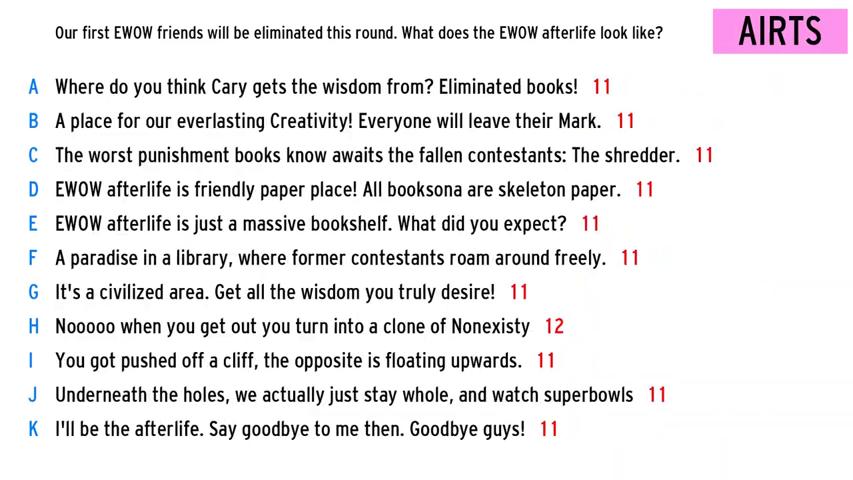 Our first EWOW friends will be eliminated this round. What does the EWOW afterlife look like?
AIRTS
A Where do you think Cary gets the wisdom from? Eliminated books! 11
B A place for our everlasting Creativity! Everyone will leave their Mark. 11
C The worst punishment books know awaits the fallen contestants: The shredder. 11
D EWOW afterlife is friendly paper place! All booksona are skeleton paper. 11
E EWOW afterlife is just a massive bookshelf. What did you expect? 11
F A paradise in a library, where former contestants roam around freely. 11
G It's a civilized area. Get all the wisdom you truly desire! 11
H Nooooo when you get out you turn into a clone of Nonexisty 12
I You got pushed off a cliff, the opposite is floating upwards. 11
J Underneath the holes, we actually just stay whole, and watch superbowls 11
K I'll be the afterlife. Say goodbye to me then. Goodbye guys! 11